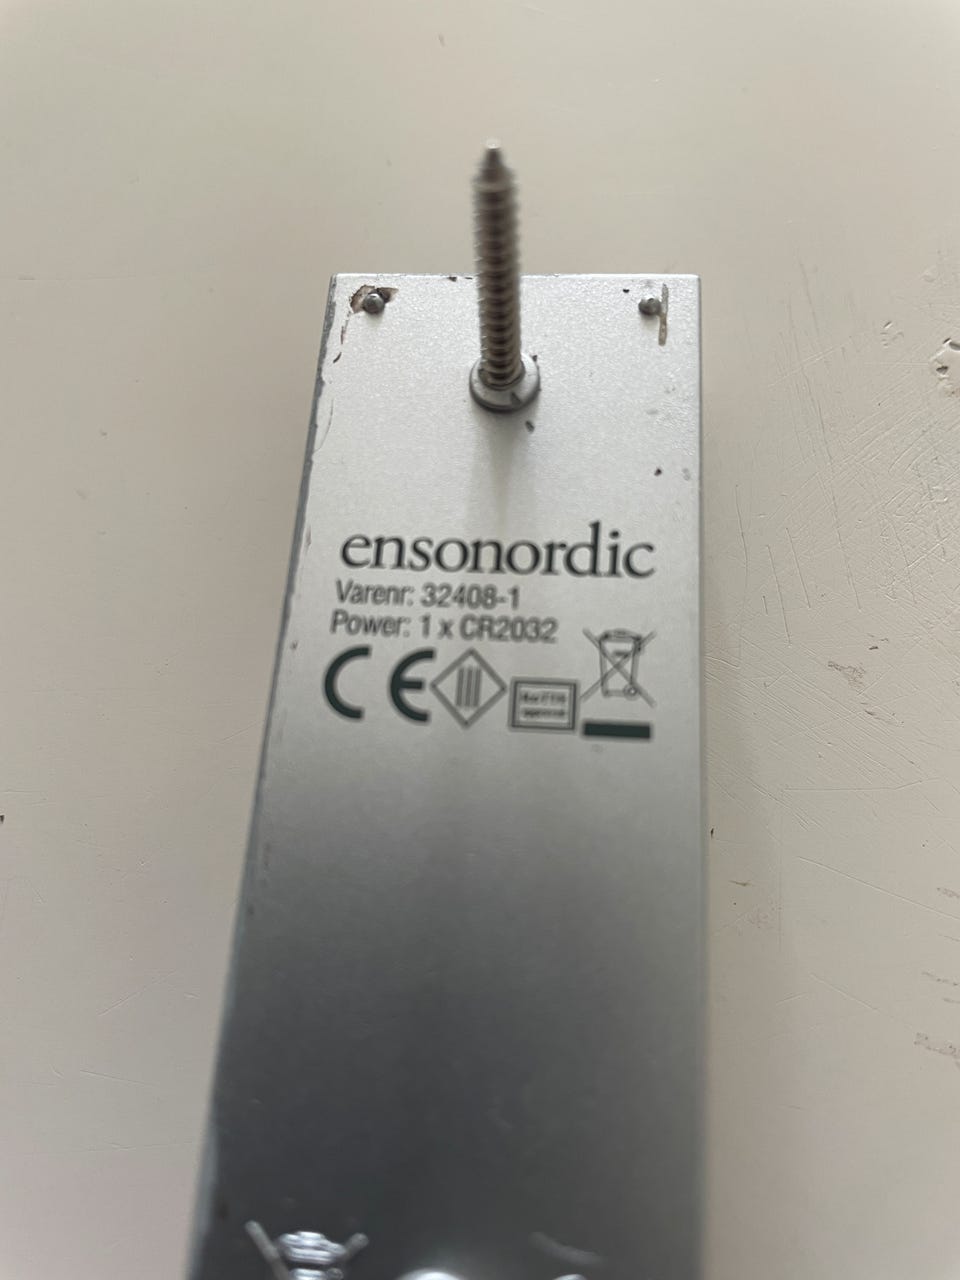 ensonordic
Varenr: 32408-1
Power: 1 x CR2032
CE